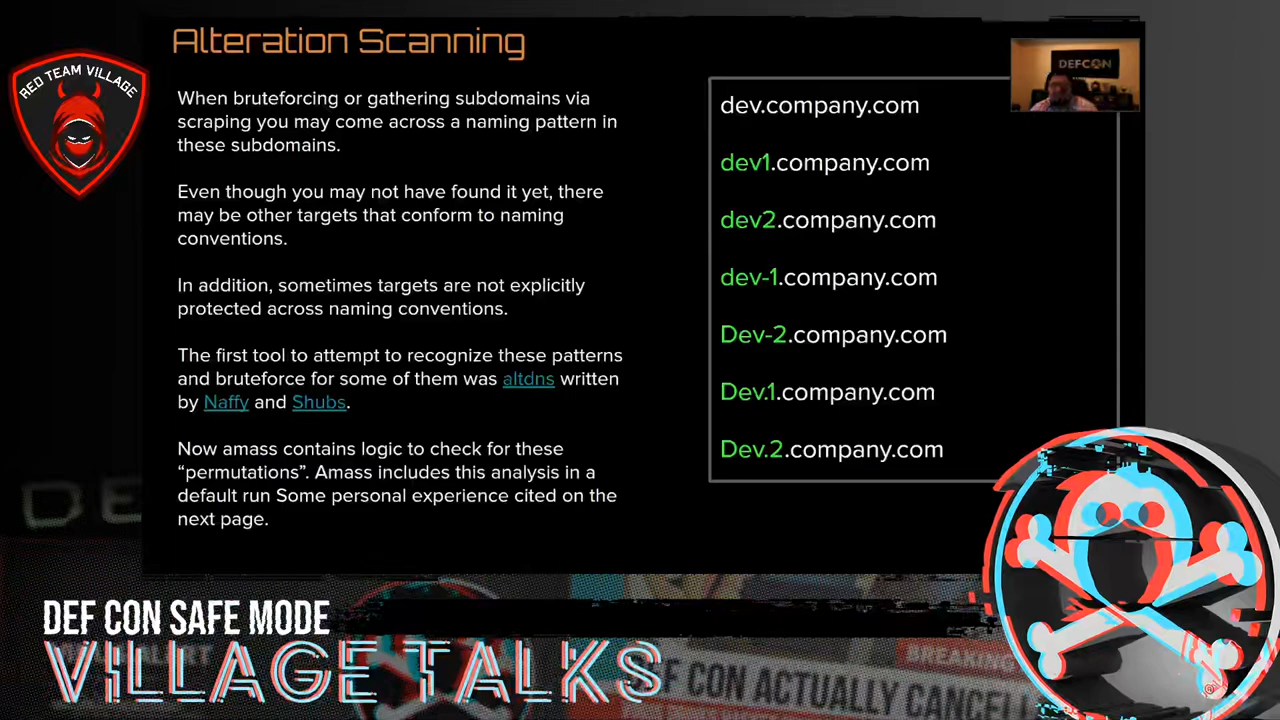 Alteration Scanning
RED TEAM VILLAGE
When bruteforcing or gathering subdomains via
scraping you may come across a naming pattern in
these subdomains.
Even though you may not have found it yet, there
may be other targets that conform to naming
conventions.
In addition, sometimes targets are not explicitly
protected across naming conventions.
The first tool to attempt to recognize these patterns
and bruteforce for some of them was altdns written
by Naffy and Shubs.
Now amass contains logic to check for these
“permutations”. Amass includes this analysis in a
default run Some personal experience cited on the
next page.
dev.company.com
dev1.company.com
dev2.company.com
dev-1.company.com
Dev-2.company.com
Dev.1.company.com
Dev.2.company.com
DEFCON
DE
DEF CON SAFE MODE
VILLAGE TALKS
BREAKING
DEF CON ACTUALLY CANCELL